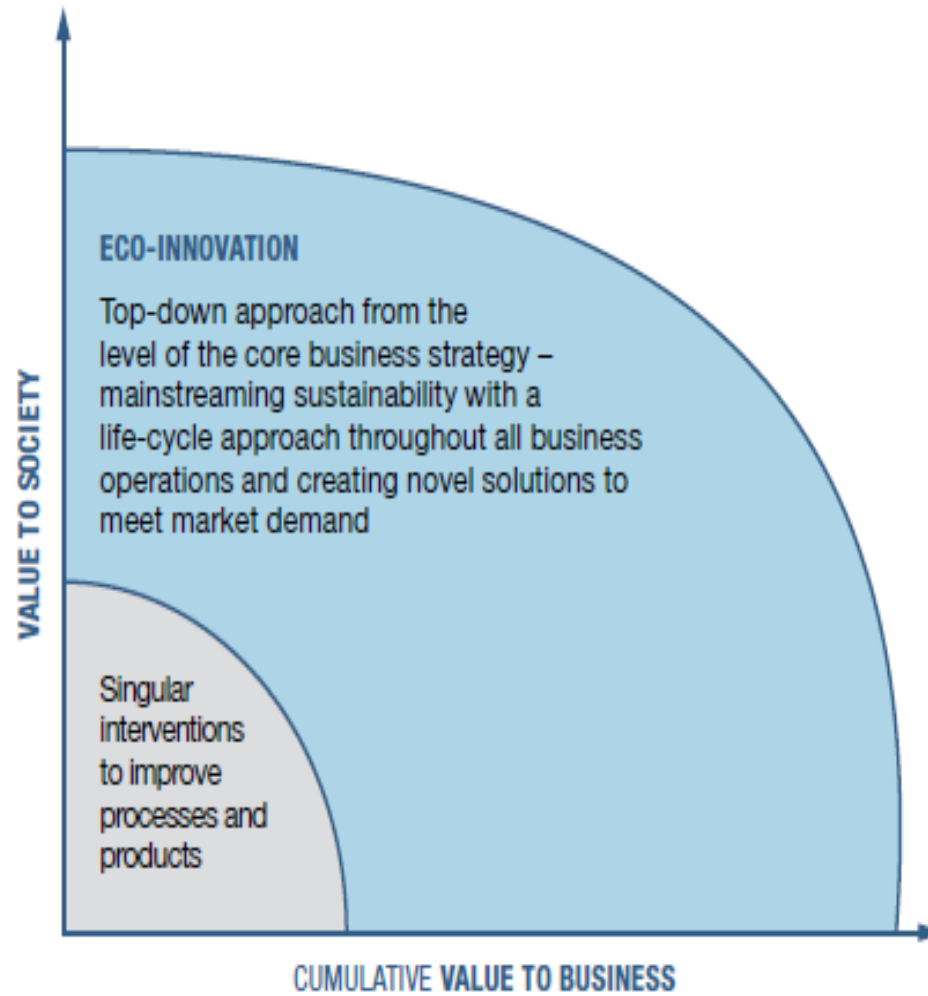 ECO-INNOVATION
Top-down approach from the
level of the core business strategy –
mainstreaming sustainability with a
life-cycle approach throughout all business
operations and creating novel solutions to
meet market demand
VALUE TO SOCIETY
Singular
interventions
to improve
processes and
products
CUMULATIVE VALUE TO BUSINESS